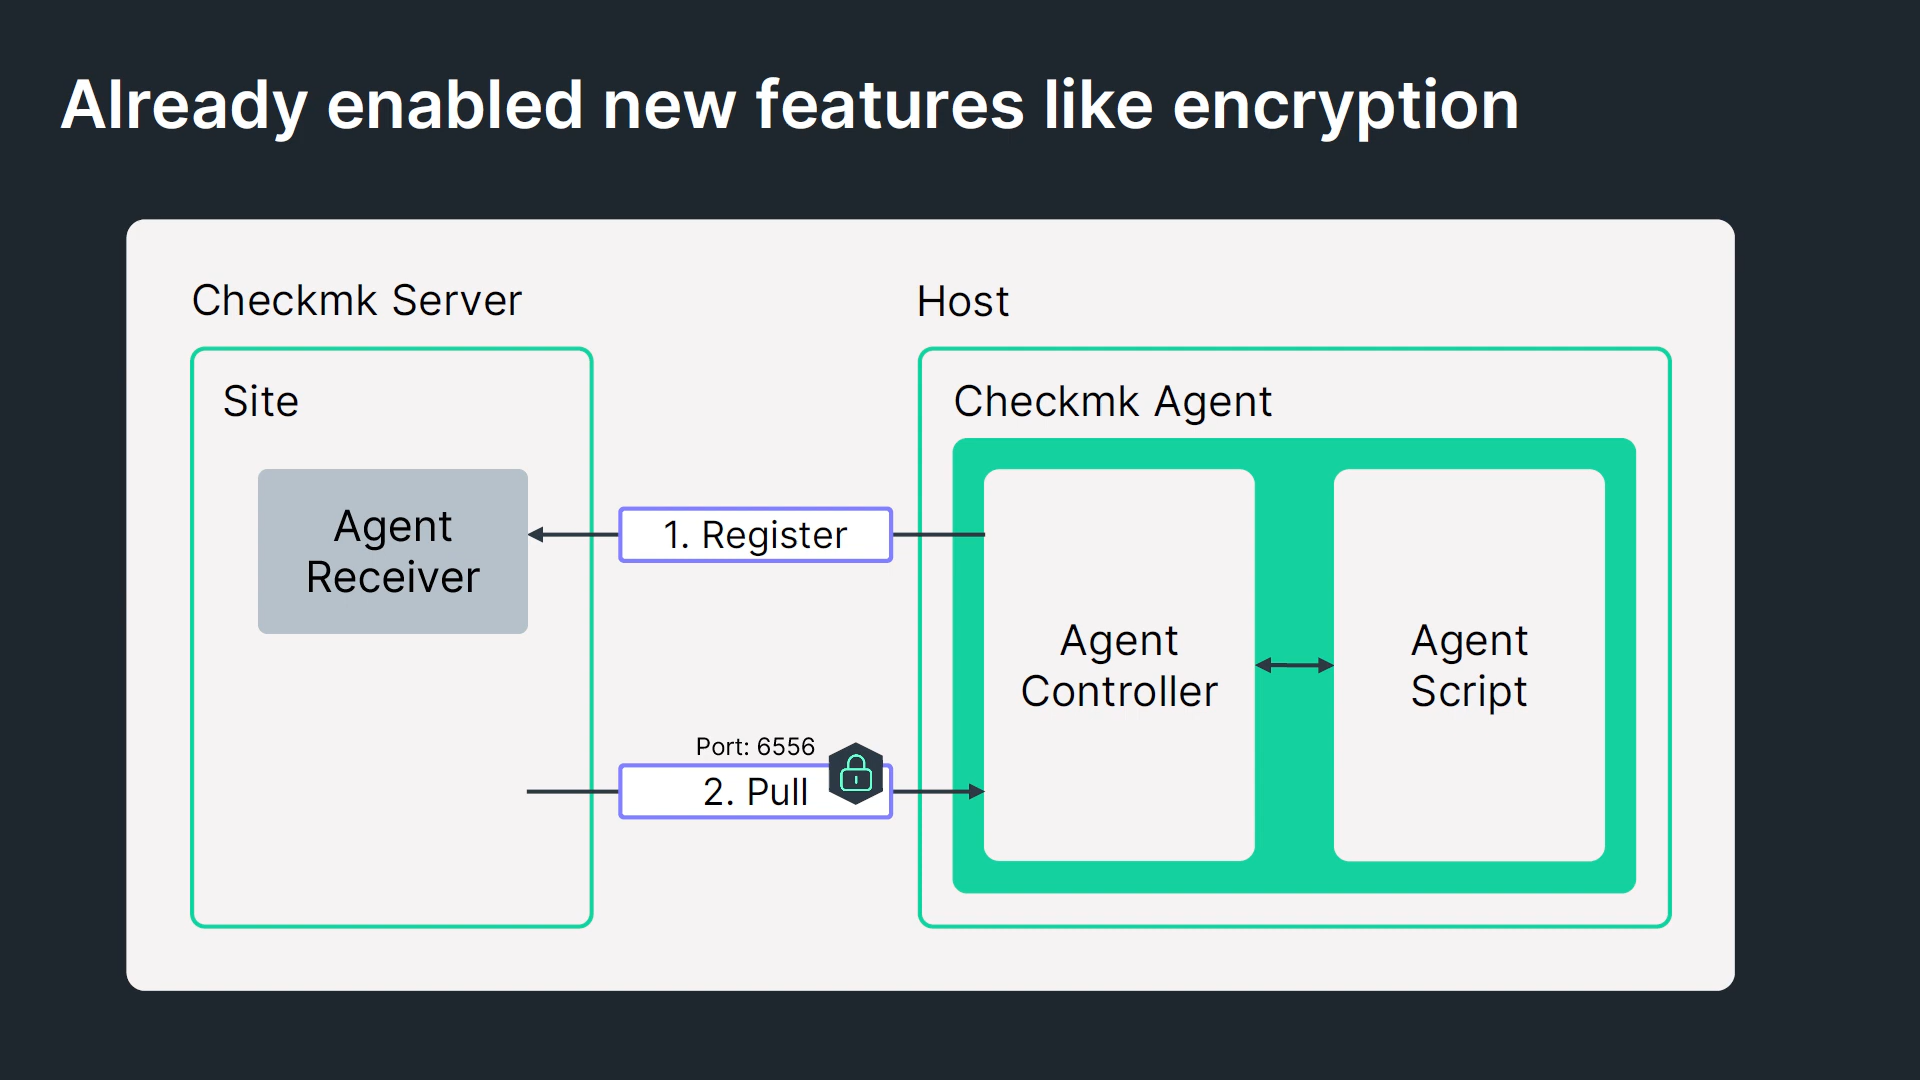 Already enabled new features like encryption
Checkmk Server
Host
Site
Checkmk Agent
Agent
Receiver
1. Register
Agent
Controller
Agent
Script
Port: 6556
2. Pull